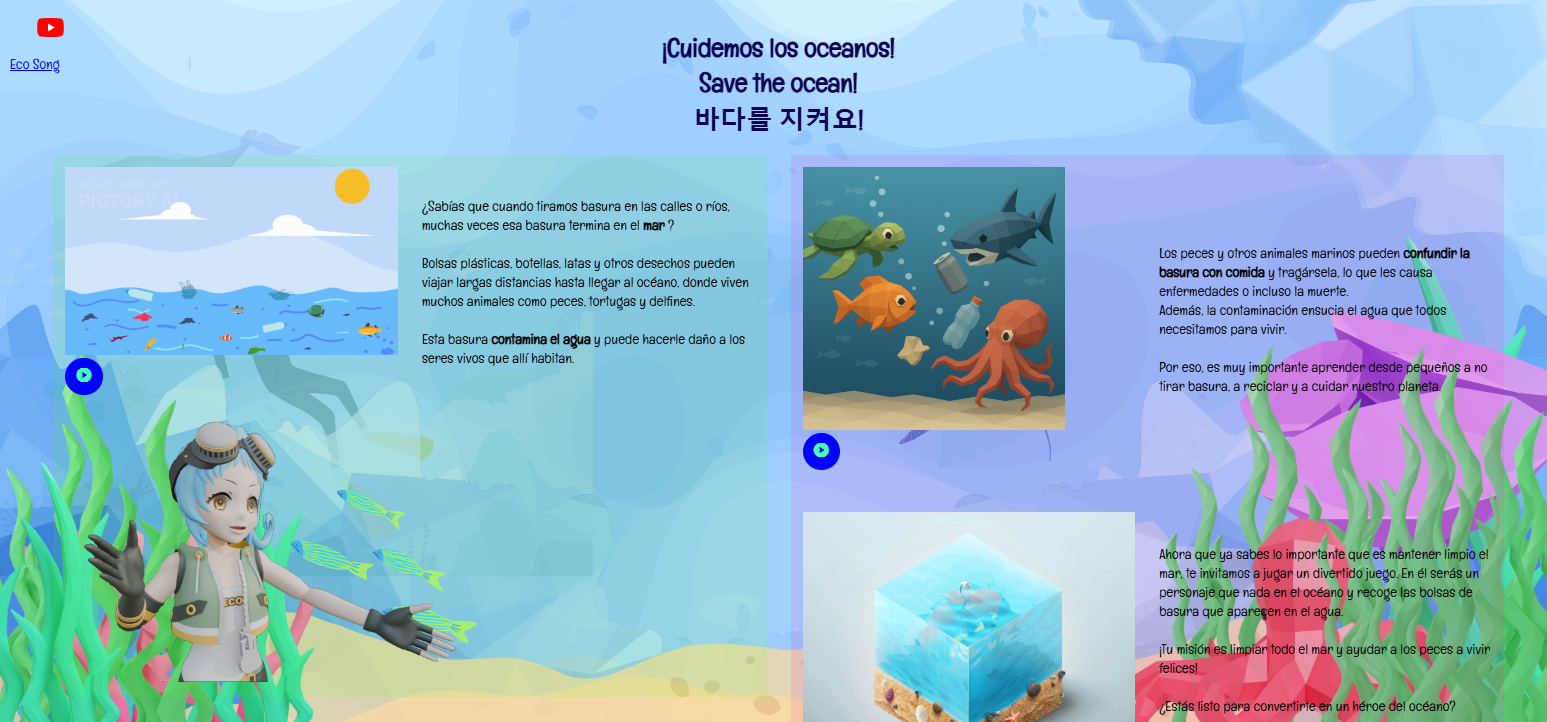 Eco Song
¡Cuidemos los oceanos!
Save the ocean!
바다를 지켜요!
VIDEO MADE WITH
PICTORY.A
¿Sabías que cuando tiramos basura en las calles o ríos,
muchas veces esa basura termina en el mar ?
Bolsas plásticas, botellas, latas y otros desechos pueden
viajar largas distancias hasta llegar al océano, donde viven
muchos animales como peces, tortugas y delfines.
Esta basura contamina el agua y puede hacerle daño a los
seres vivos que allí habitan.
ECO
Los peces y otros animales marinos pueden confundir la
basura con comida y tragársela, lo que les causa
enfermedades o incluso la muerte.
Además, la contaminación ensucia el agua que todos
necesitamos para vivir.
Por eso, es muy importante aprender desde pequeños a no
tirar basura, a reciclar y a cuidar nuestro planeta.
Ahora que ya sabes lo importante que es mantener limpio el
mar, te invitamos a jugar un divertido juego. En él serás un
personaje que nada en el océano y recoge las bolsas de
basura que aparecen en el agua.
¡Tu misión es limpiar todo el mar y ayudar a los peces a vivir
felices!
¿Estás listo para convertirte en un héroe del océano?